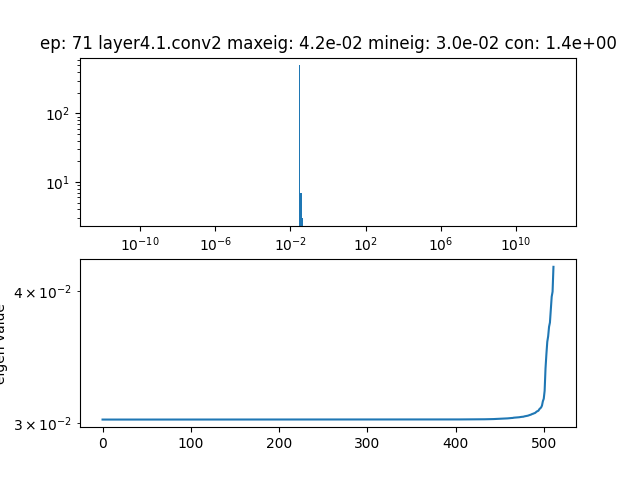 ep: 71 layer4.1.conv2 maxeig: 4.2e-02 mineig: 3.0e-02 con: 1.4e+00
10²
10¹
10⁻¹⁰ 10⁻⁶ 10⁻² 10² 10⁶ 10¹⁰
4 × 10⁻²
3 × 10⁻²
eigen value
0 100 200 300 400 500